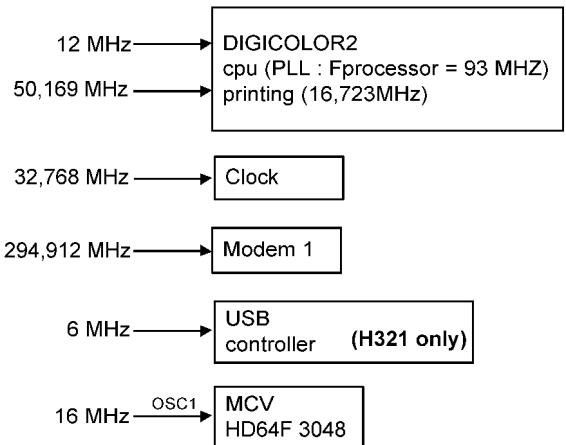 12 MHz
DIGICOLOR2
cpu (PLL : Fprocessor = 93 MHZ)
50,169 MHz
printing (16,723MHz)
32,768 MHz
Clock
294,912 MHz
Modem 1
6 MHz
USB
controller (H321 only)
16 MHz
OSC1
MCV
HD64F 3048